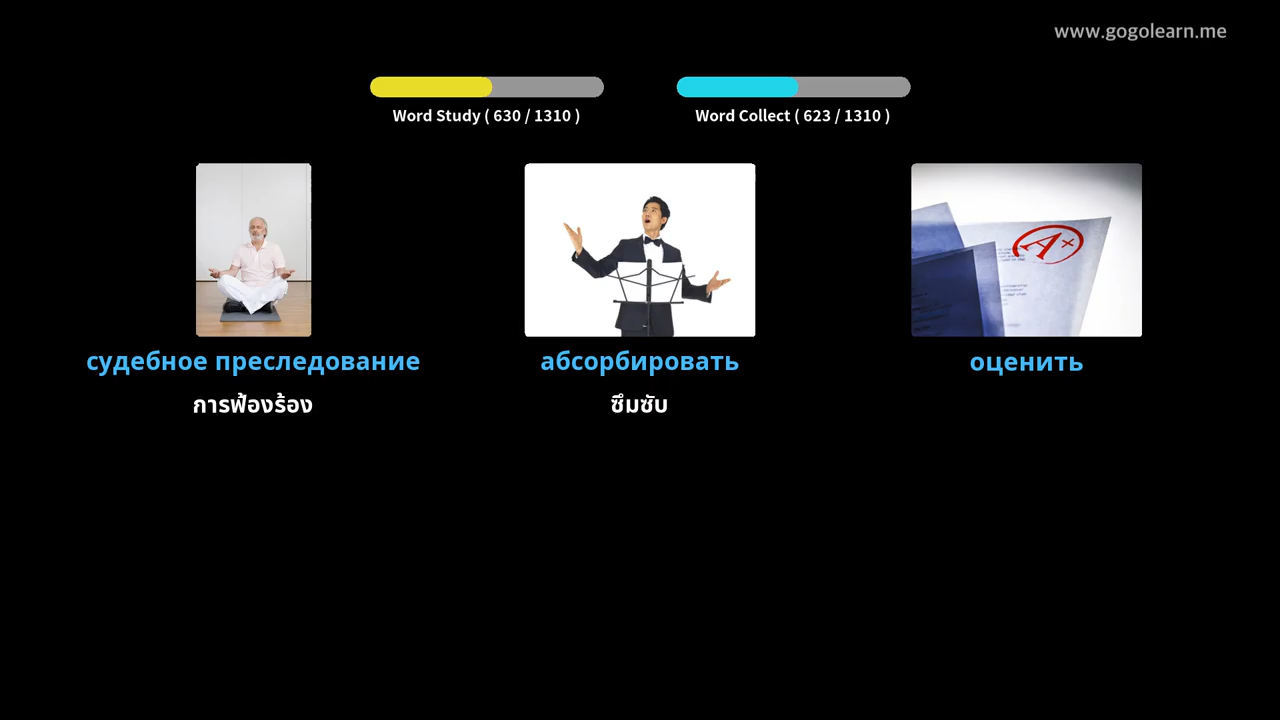 www.gogolearn.me
Word Study ( 630 / 1310 )
Word Collect ( 623 / 1310 )
A+
судебное преследование
абсорбировать
оценить
การฟ้องร้อง
ซึมซับ